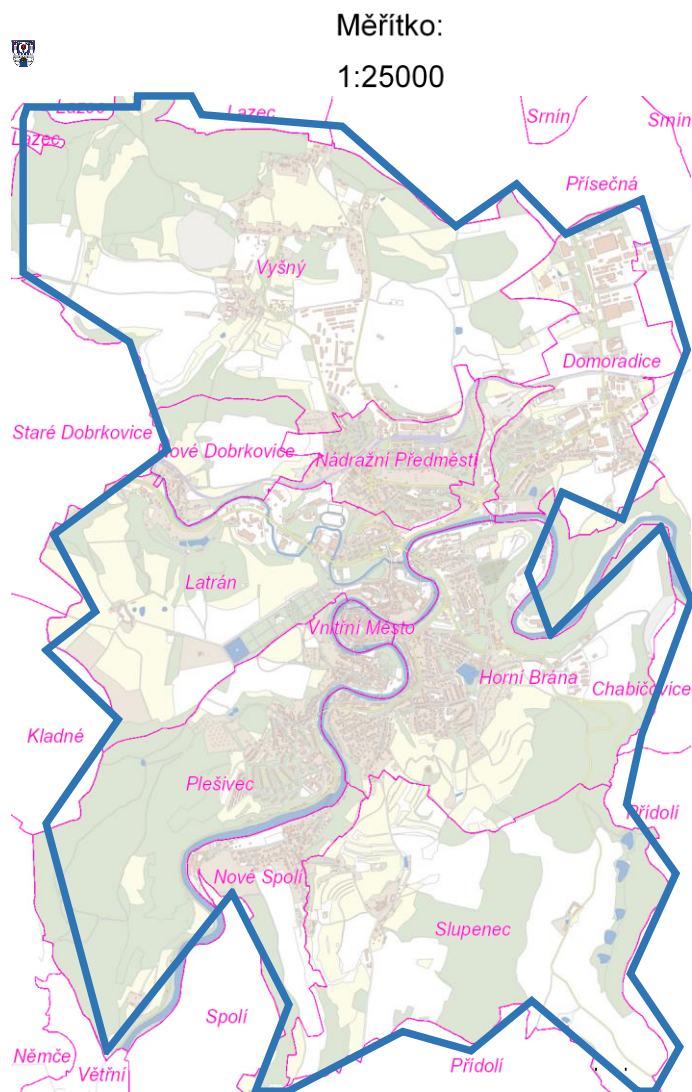 Měřítko:
1:25000
Lazec
Lazec
Lazec
Srnín
Srnín
Přísečná
Vyšný
Domoradice
Staré Dobrkovice
Nové Dobrkovice
Nádražní Předměstí
Latrán
Vnitřní Město
Horní Brána
Chabičovice
Kladné
Plešivec
Přídolí
Nové Spolí
Slupenec
Spolí
Němče
Větřní
Přídolí